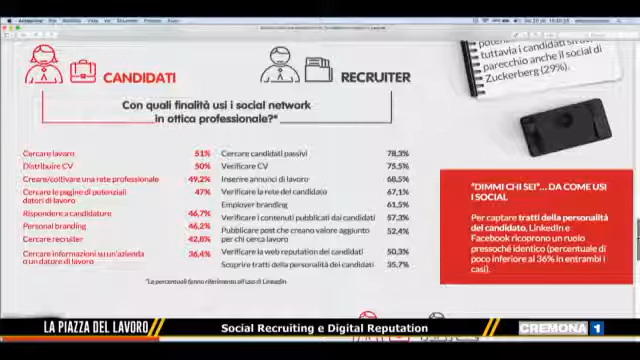 potenziali
tuttavia i candidati si
parecchio anche il social di
Zuckerberg (29%).
CANDIDATI
RECRUITER
Con quali finalità usi i social network
in ottica professionale?*
Cercare lavoro 51%
Distribuire CV 50%
Creare/coltivare una rete professionale 49,2%
Cercare le pagine di potenziali
datori di lavoro 47%
Rispondere a candidature 46,7%
Personal branding 46,2%
Cercare recruiter 42,8%
Cercare informazioni su un'azienda
o un datore di lavoro 36,4%
Cercare candidati passivi 78,3%
Verificare CV 75,5%
Inserire annunci di lavoro 68,5%
Verificare la rete del candidato 67,1%
Employer branding 61,5%
Verificare i contenuti pubblicati dai candidati 57,3%
Pubblicare post che creano valore aggiunto
per chi cerca lavoro 52,4%
Verificare la web reputation dei candidati 50,3%
Scoprire tratti della personalità dei candidati 35,7%
*Le percentuali fanno riferimento all'uso di LinkedIn.
"DIMMI CHI SEI"... DA COME USI
I SOCIAL
Per captare tratti della personalità
del candidato, LinkedIn e
Facebook ricoprono un ruolo
pressoché identico (percentuale di
poco inferiore al 36% in entrambi i
casi).
LA PIAZZA DEL LAVORO
Social Recruiting e Digital Reputation
CREMONA 1